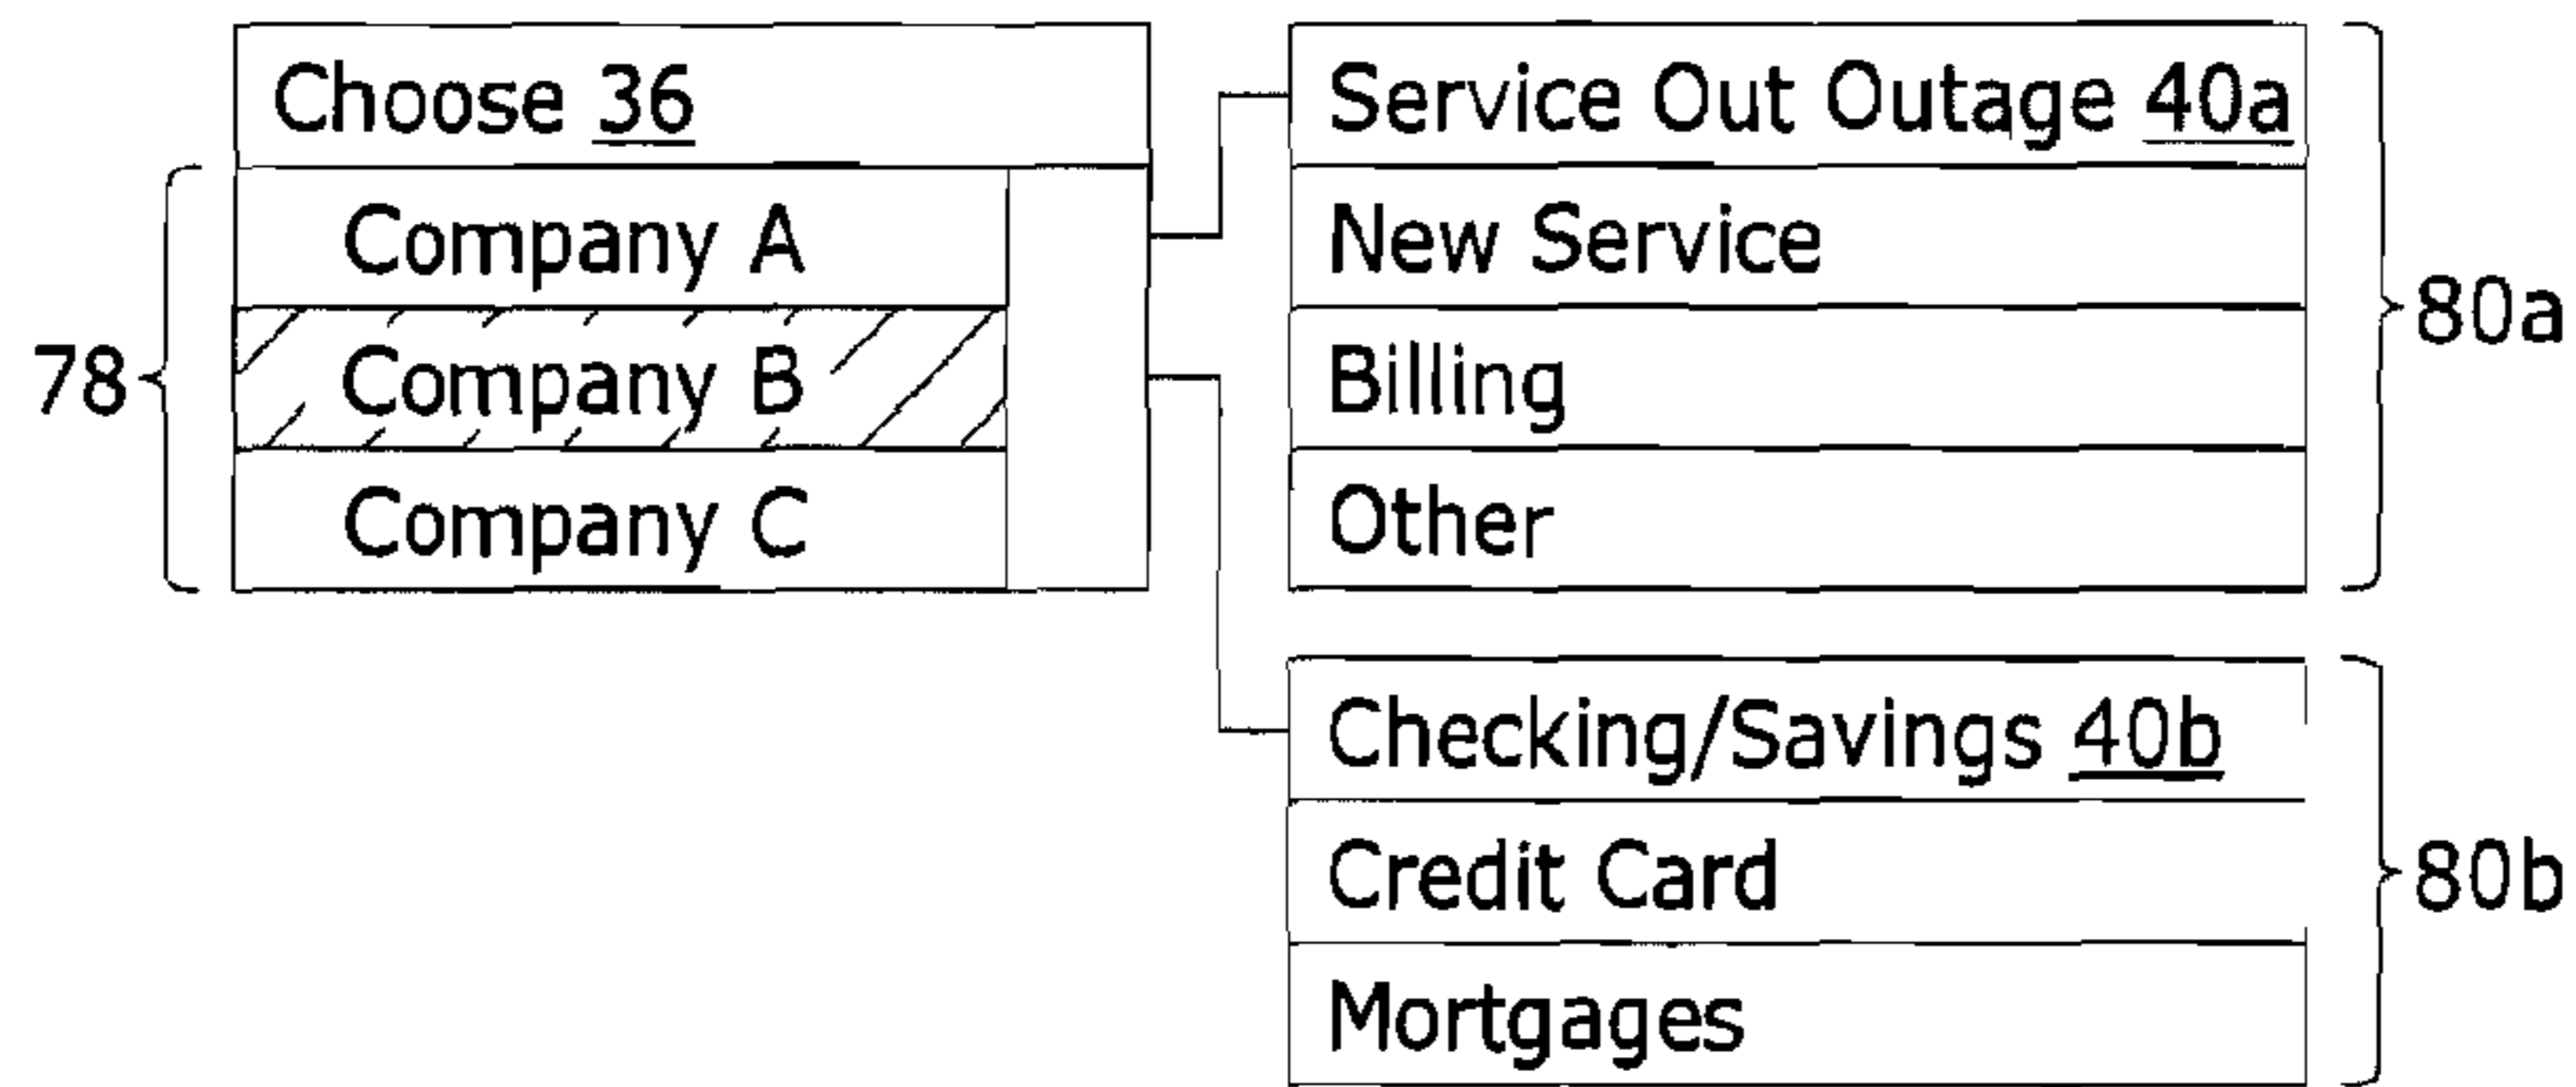 Choose 36
Company A
Company B
Company C
78
Service Out Outage 40a
New Service
Billing
Other
80a
Checking/Savings 40b
Credit Card
Mortgages
80b